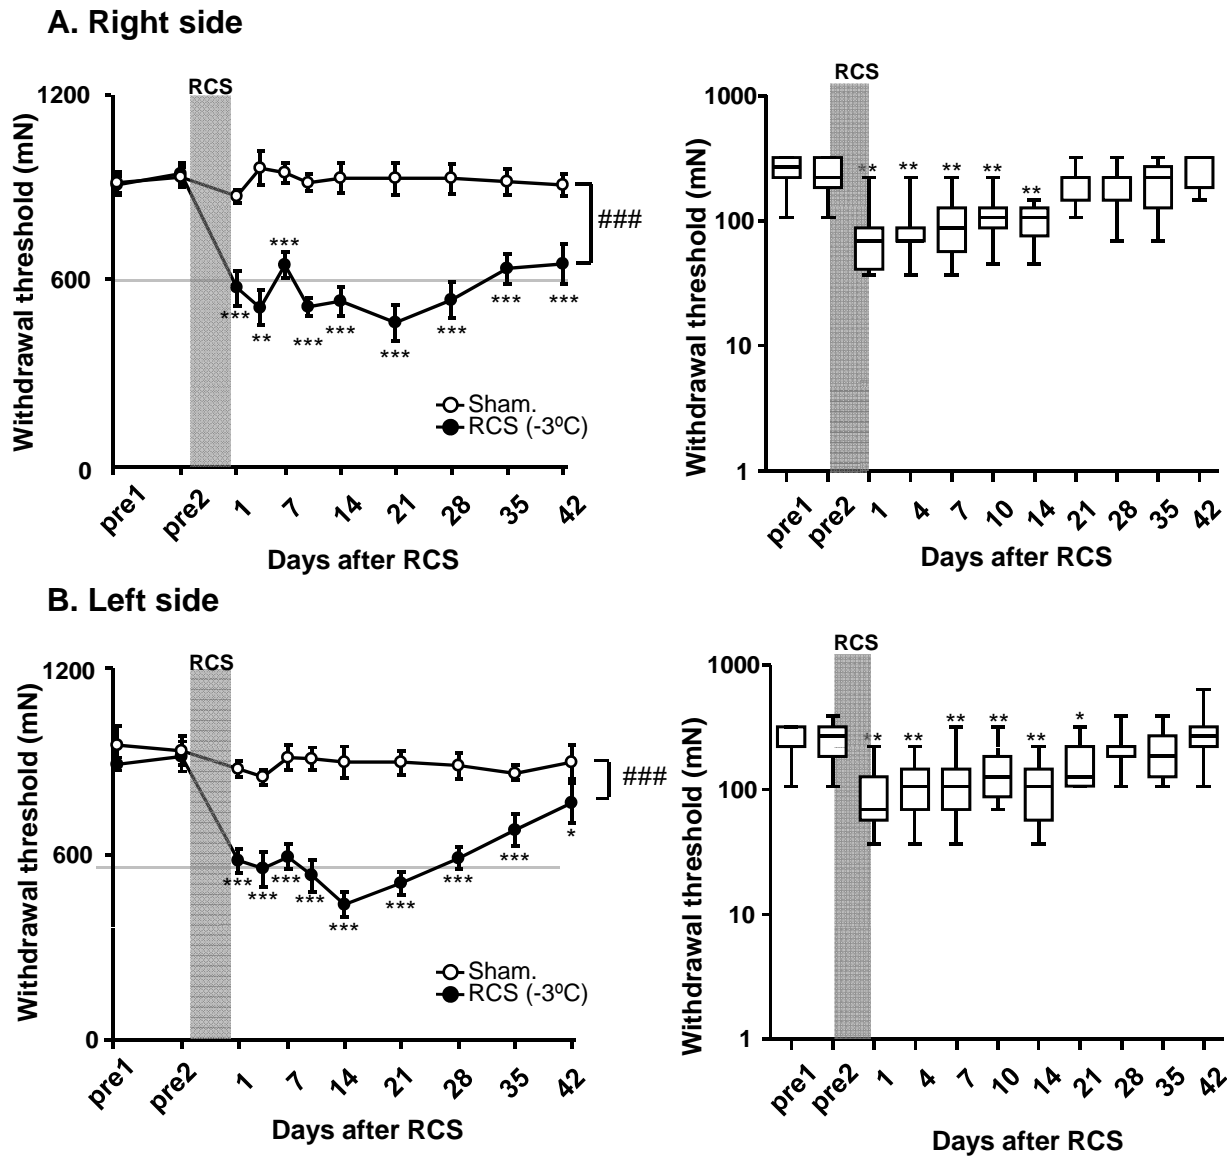 A. Right side
RCS
1200
600
0
Withdrawal threshold (mN)
***
**
***
***
***
***
***
***
***
###
Sham.
RCS (-3ºC)
pre1 pre2 1 7 14 21 28 35 42
Days after RCS
RCS
1000
100
10
1
Withdrawal threshold (mN)
** ** ** ** **
pre1 pre2 1 4 7 10 14 21 28 35 42
Days after RCS
B. Left side
RCS
1200
600
0
Withdrawal threshold (mN)
***
***
***
***
***
***
***
***
*
###
Sham.
RCS (-3ºC)
pre1 pre2 1 7 14 21 28 35 42
Days after RCS
RCS
1000
100
10
1
Withdrawal threshold (mN)
** ** ** ** ** *
pre1 pre2 1 4 7 10 14 21 28 35 42
Days after RCS